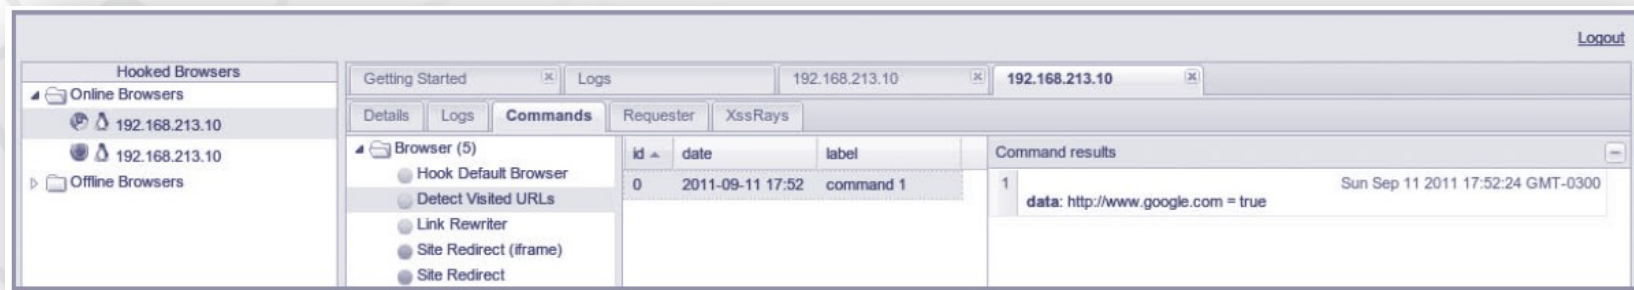 Logout
Hooked Browsers
Online Browsers
192.168.213.10
192.168.213.10
Offline Browsers
Getting Started
Logs
192.168.213.10
192.168.213.10
Details
Logs
Commands
Requester
XssRays
Browser (5)
Hook Default Browser
Detect Visited URLs
Link Rewriter
Site Redirect (iframe)
Site Redirect
id date label
0 2011-09-11 17:52 command 1
Command results
1 Sun Sep 11 2011 17:52:24 GMT-0300
data: http://www.google.com = true